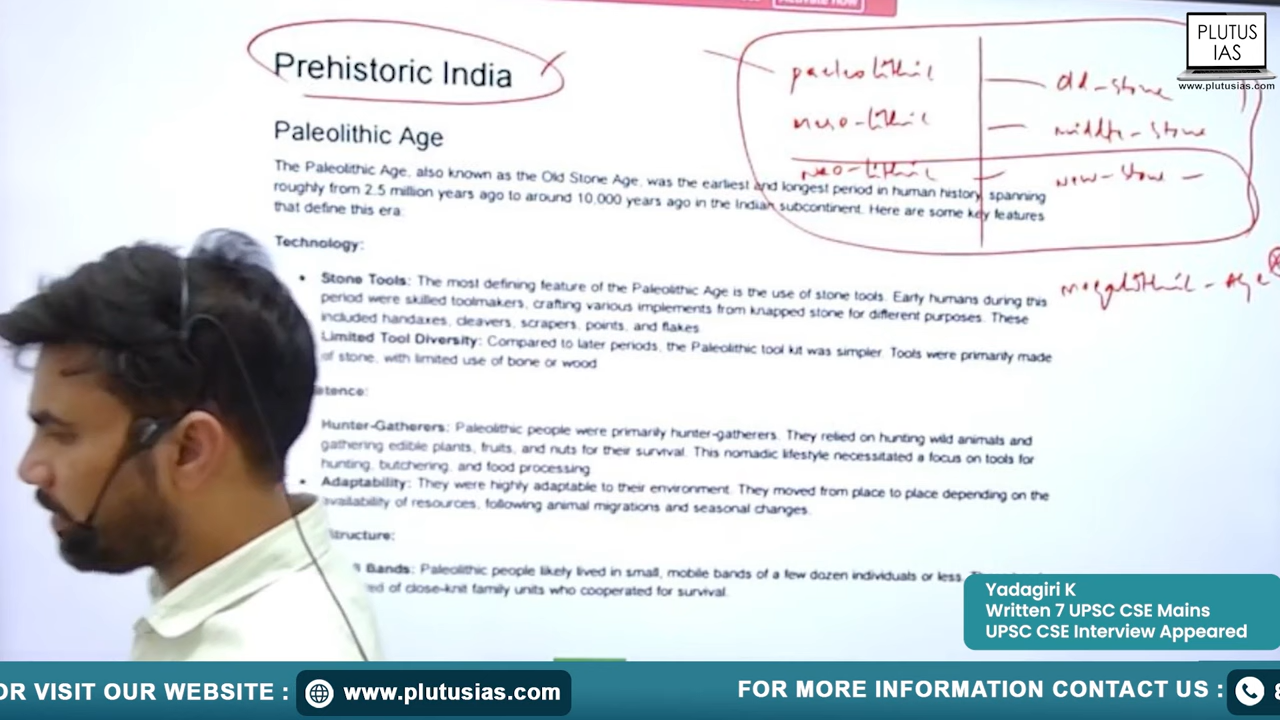 Activate now
PLUTUS
IAS
www.plutusias.com
Prehistoric India
paeleolithic
old-stone
meso-lithic
middle-stone
neo-lithic
new-stone
megalithic-Age
Paleolithic Age
The Paleolithic Age, also known as the Old Stone Age, was the earliest and longest period in human history, spanning
roughly from 2.5 million years ago to around 10,000 years ago in the Indian subcontinent. Here are some key features
that define this era:
Technology:
• Stone Tools: The most defining feature of the Paleolithic Age is the use of stone tools. Early humans during this
period were skilled toolmakers, crafting various implements from knapped stone for different purposes. These
included handaxes, cleavers, scrapers, points, and flakes.
Limited Tool Diversity: Compared to later periods, the Paleolithic tool kit was simpler. Tools were primarily made
of stone, with limited use of bone or wood.
tence:
Hunter-Gatherers: Paleolithic people were primarily hunter-gatherers. They relied on hunting wild animals and
gathering edible plants, fruits, and nuts for their survival. This nomadic lifestyle necessitated a focus on tools for
hunting, butchering, and food processing.
• Adaptability: They were highly adaptable to their environment. They moved from place to place depending on the
availability of resources, following animal migrations and seasonal changes.
tructure:
Bands: Paleolithic people likely lived in small, mobile bands of a few dozen individuals or less.
ed of close-knit family units who cooperated for survival.
Yadagiri K
Written 7 UPSC CSE Mains
UPSC CSE Interview Appeared
OR VISIT OUR WEBSITE : www.plutusias.com
FOR MORE INFORMATION CONTACT US : 8